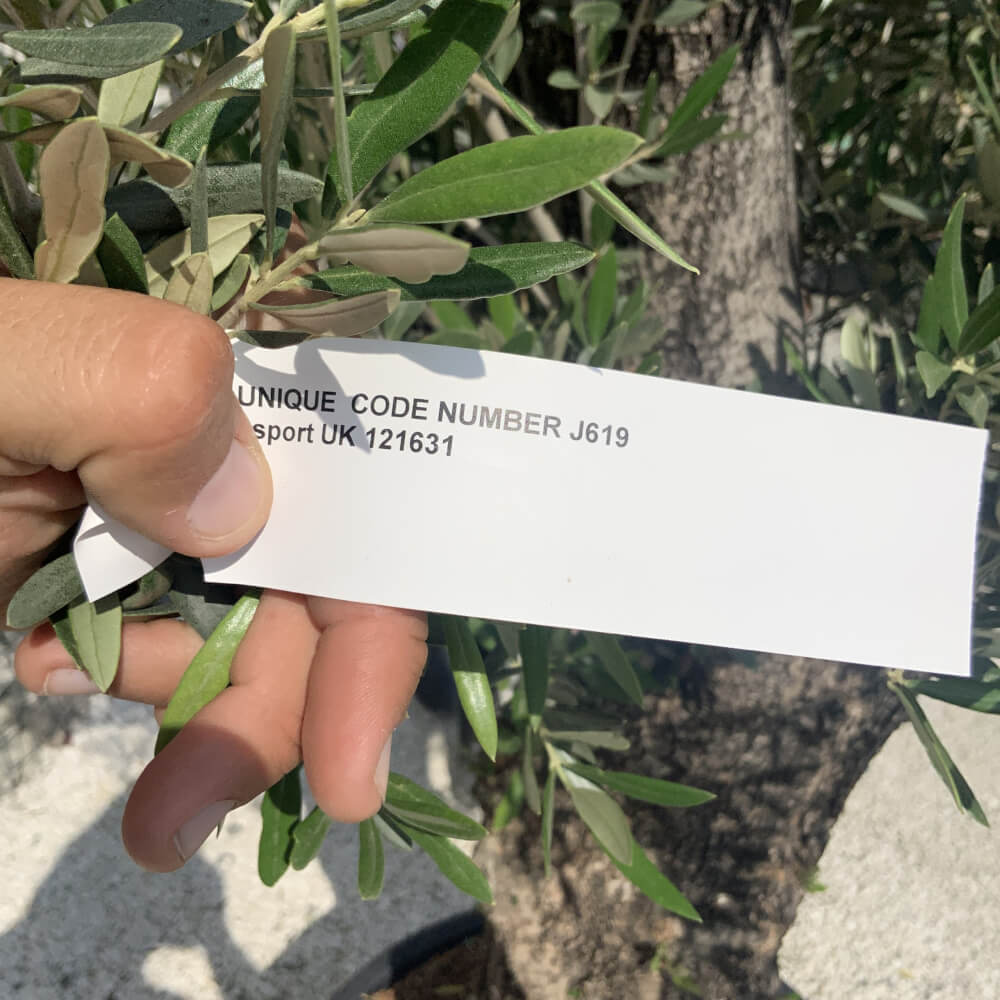 UNIQUE CODE NUMBER J619
sport UK 121631